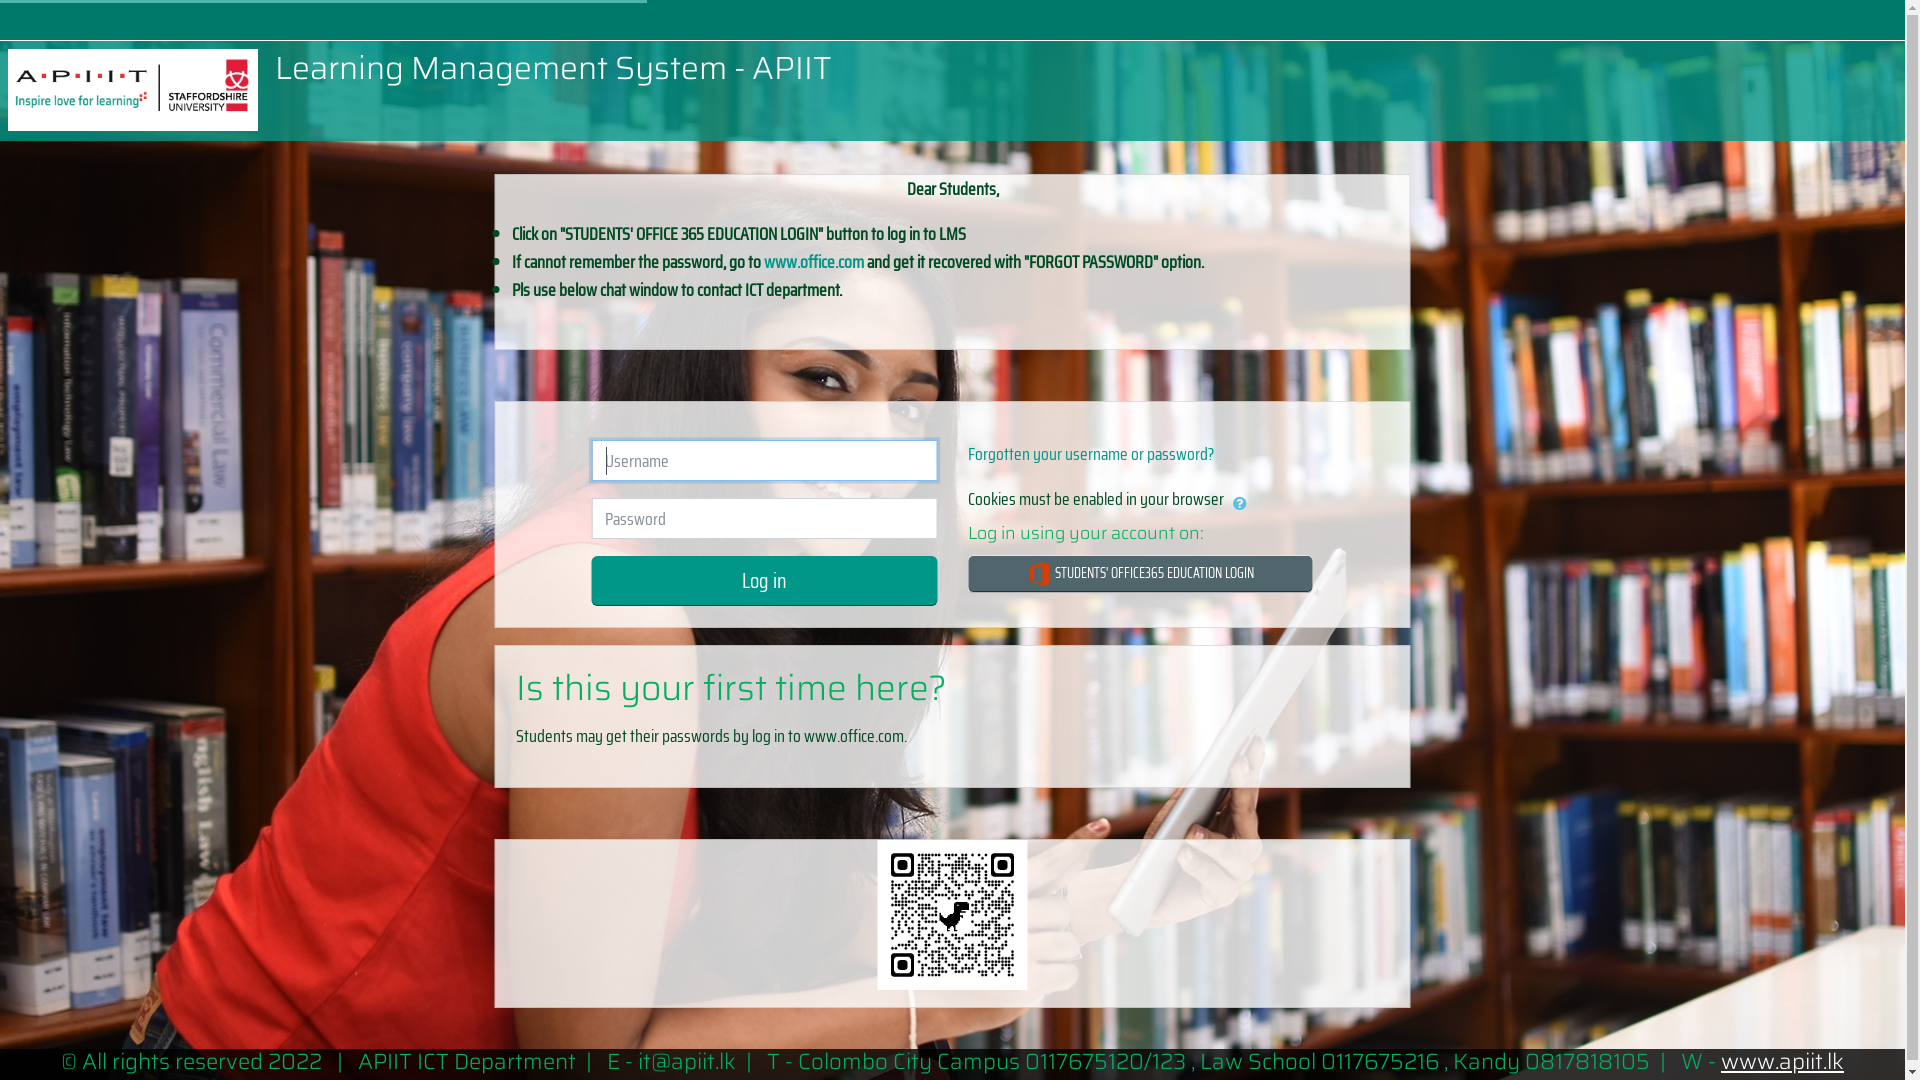 Learning Management System - APIIT
A·P·I·I·T
Inspire love for learning
STAFFORDSHIRE
UNIVERSITY
Dear Students,
Click on "STUDENTS' OFFICE 365 EDUCATION LOGIN" button to log in to LMS
If cannot remember the password, go to www.office.com and get it recovered with "FORGOT PASSWORD" option.
Pls use below chat window to contact ICT department.
Username
Password
Log in
Forgotten your username or password?
Cookies must be enabled in your browser
Log in using your account on:
STUDENTS' OFFICE365 EDUCATION LOGIN
Is this your first time here?
Students may get their passwords by log in to www.office.com.
© All rights reserved 2022 | APIIT ICT Department | E - it@apiit.lk | T - Colombo City Campus 0117675120/123 , Law School 0117675216 , Kandy 0817818105 | W - www.apiit.lk